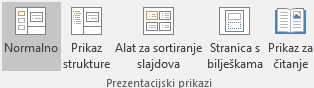 Normalno
Prikaz strukture
Alat za sortiranje slajdova
Stranica s bilješkama
Prikaz za čitanje
Prezentacijski prikazi